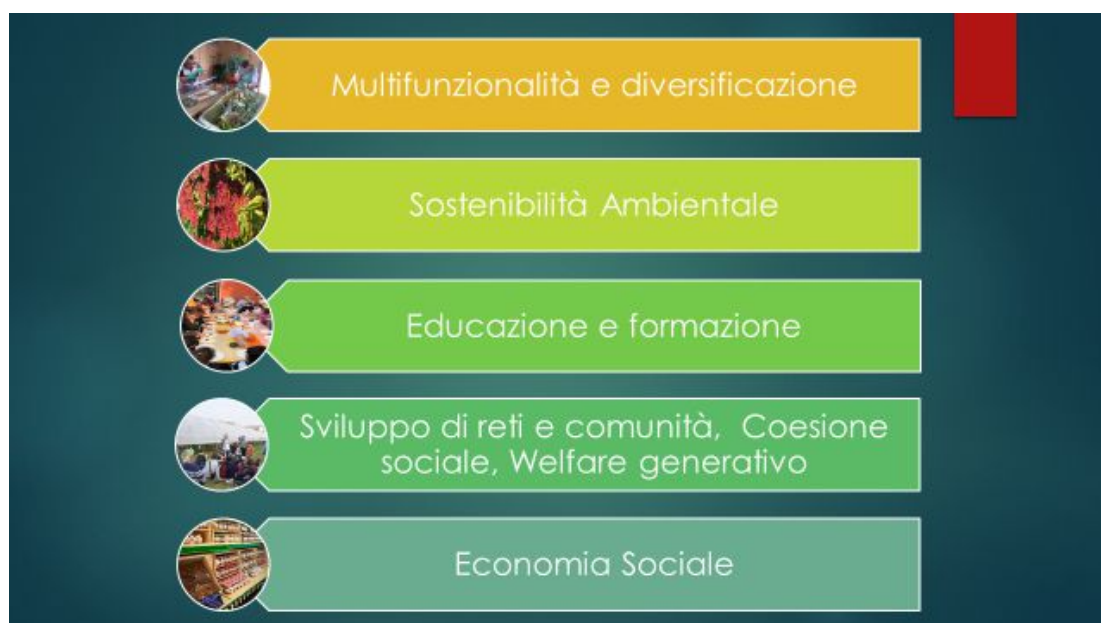 Multifunzionalità e diversificazione
Sostenibilità Ambientale
Educazione e formazione
Sviluppo di reti e comunità, Coesione
sociale, Welfare generativo
Economia Sociale